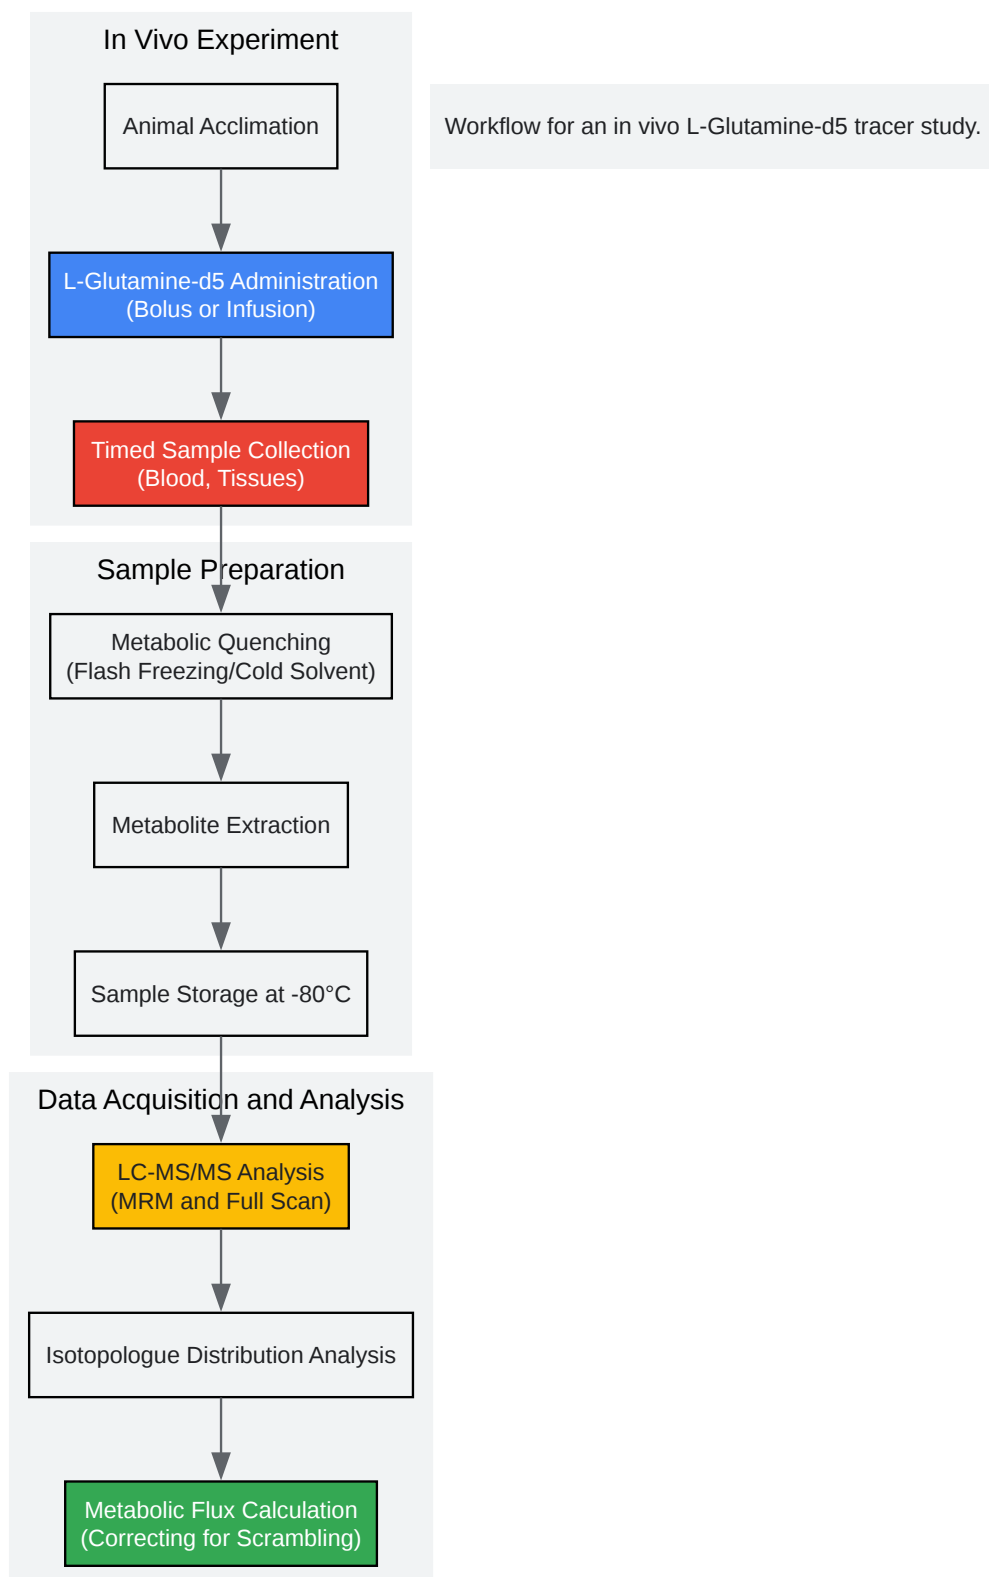 In Vivo Experiment
Animal Acclimation
Workflow for an in vivo L-Glutamine-d5 tracer study.
L-Glutamine-d5 Administration
(Bolus or Infusion)
Timed Sample Collection
(Blood, Tissues)
Sample Preparation
Metabolic Quenching
(Flash Freezing/Cold Solvent)
Metabolite Extraction
Sample Storage at -80°C
Data Acquisition and Analysis
LC-MS/MS Analysis
(MRM and Full Scan)
Isotopologue Distribution Analysis
Metabolic Flux Calculation
(Correcting for Scrambling)